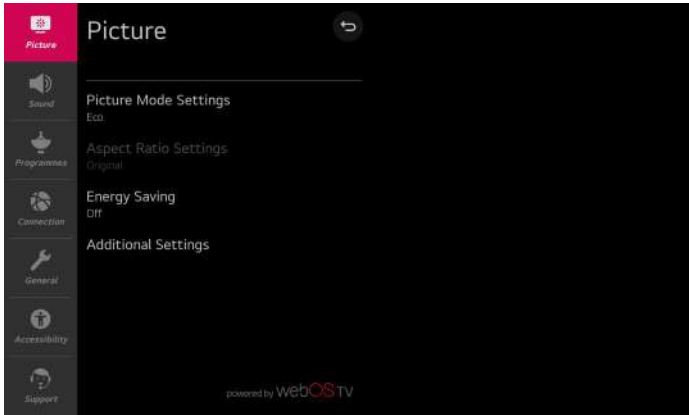 Picture
Picture
Sound
Picture Mode Settings
Eco
Programmes
Aspect Ratio Settings
Original
Connection
Energy Saving
Off
General
Additional Settings
Accessibility
Support
powered by webOS TV